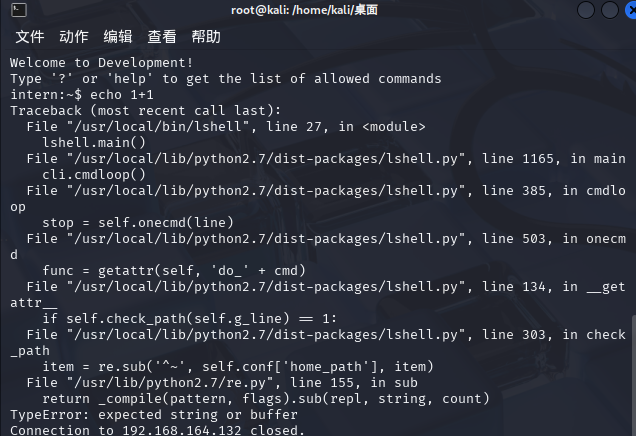 root@kali: /home/kali/桌面
文件 动作 编辑 查看 帮助
Welcome to Development!
Type '?' or 'help' to get the list of allowed commands
intern:~$ echo 1+1
Traceback (most recent call last):
  File "/usr/local/bin/lshell", line 27, in <module>
    lshell.main()
  File "/usr/local/lib/python2.7/dist-packages/lshell.py", line 1165, in main
    cli.cmdloop()
  File "/usr/local/lib/python2.7/dist-packages/lshell.py", line 385, in cmdlo
op
    stop = self.onecmd(line)
  File "/usr/local/lib/python2.7/dist-packages/lshell.py", line 503, in onecm
d
    func = getattr(self, 'do_' + cmd)
  File "/usr/local/lib/python2.7/dist-packages/lshell.py", line 134, in __get
attr__
    if self.check_path(self.g_line) == 1:
  File "/usr/local/lib/python2.7/dist-packages/lshell.py", line 303, in check
_path
    item = re.sub('^~', self.conf['home_path'], item)
  File "/usr/lib/python2.7/re.py", line 155, in sub
    return _compile(pattern, flags).sub(repl, string, count)
TypeError: expected string or buffer
Connection to 192.168.164.132 closed.